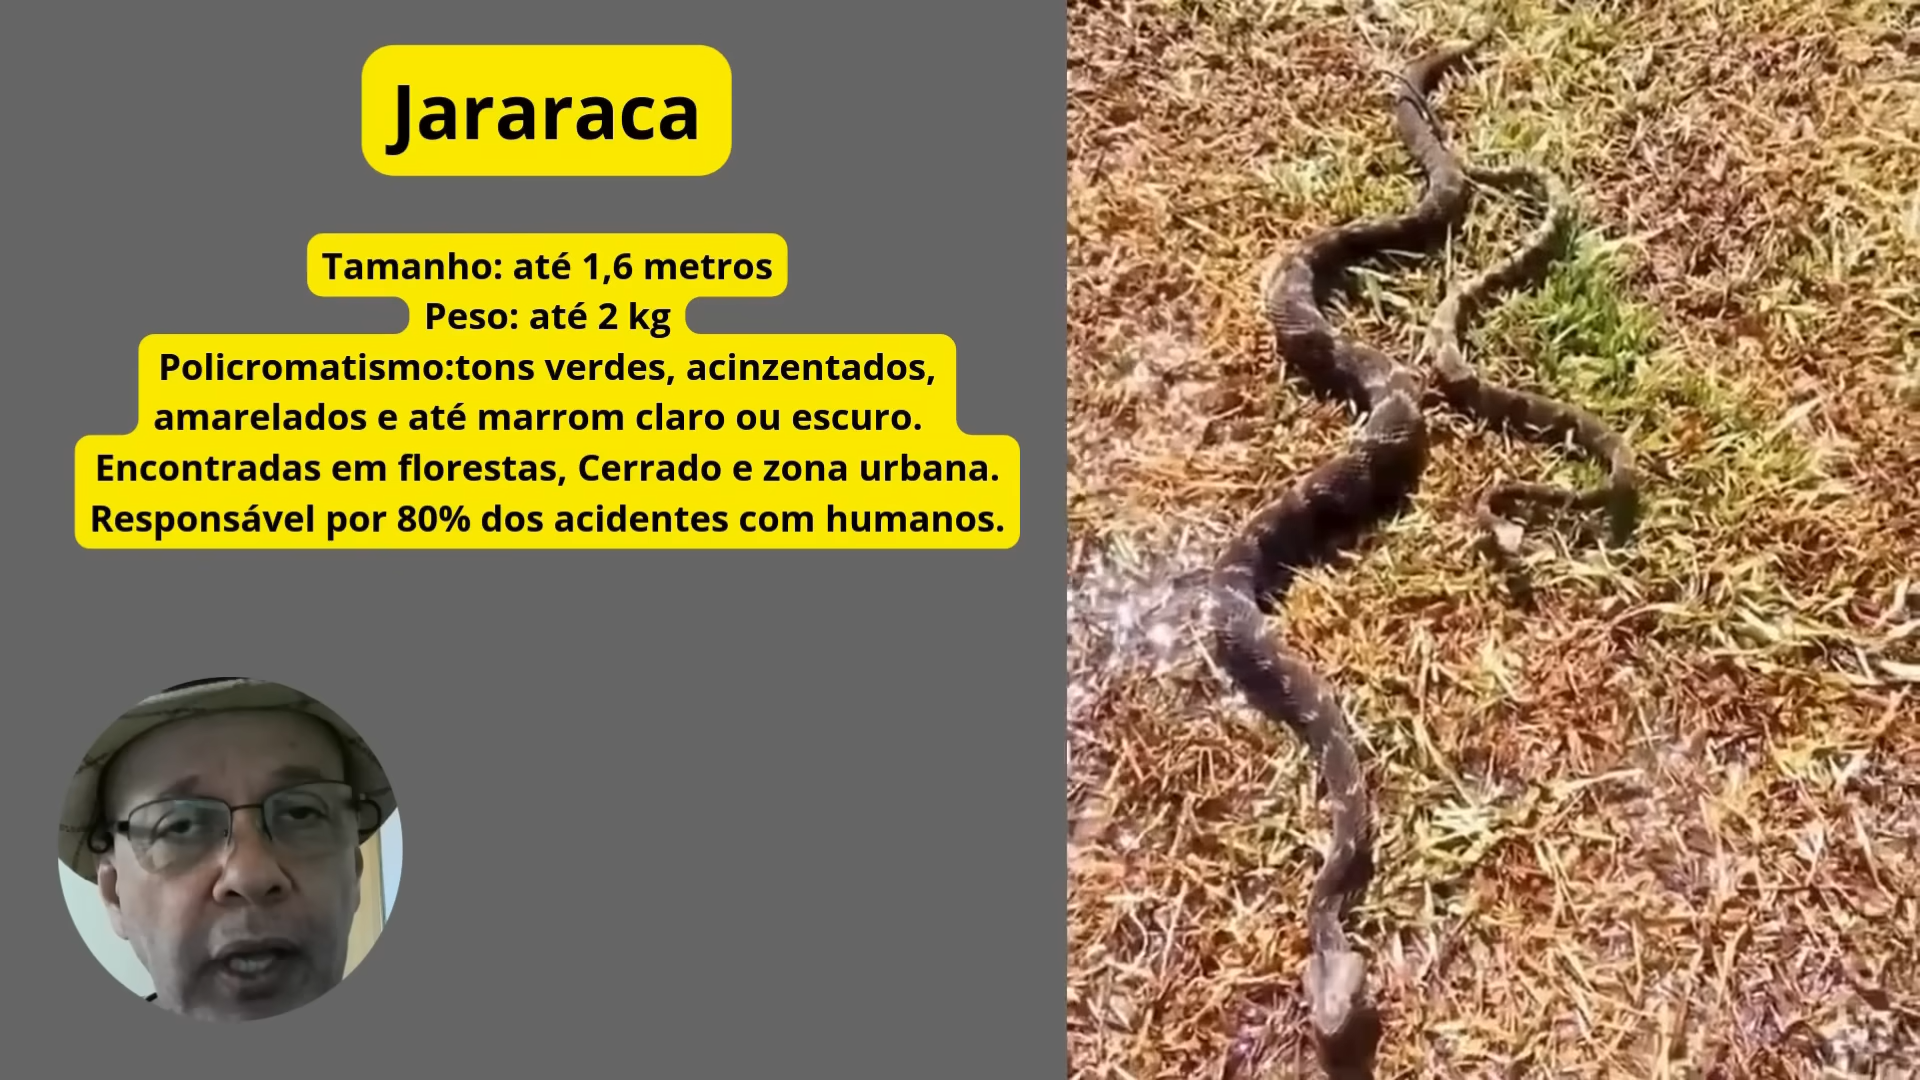 Jararaca
Tamanho: até 1,6 metros
Peso: até 2 kg
Policromatismo:tons verdes, acinzentados,
amarelados e até marrom claro ou escuro.
Encontradas em florestas, Cerrado e zona urbana.
Responsável por 80% dos acidentes com humanos.